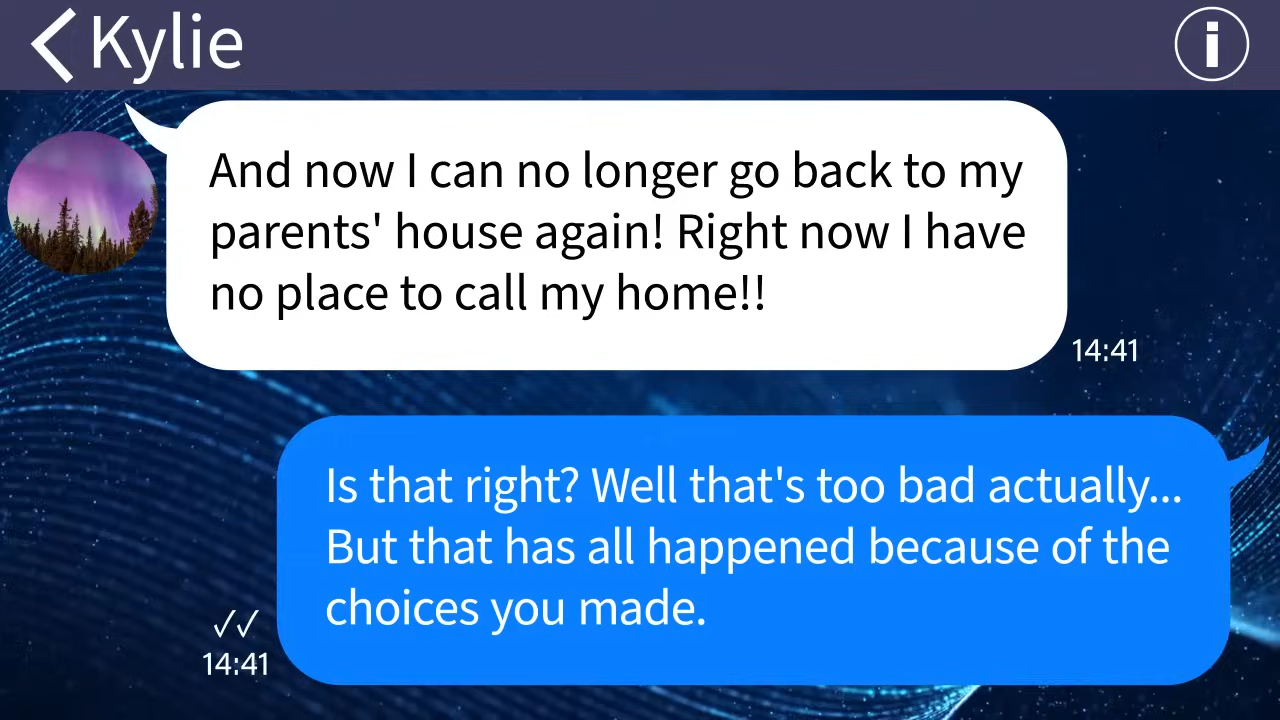 Kylie
And now I can no longer go back to my
parents' house again! Right now I have
no place to call my home!!
14:41
Is that right? Well that's too bad actually...
But that has all happened because of the
choices you made.
14:41